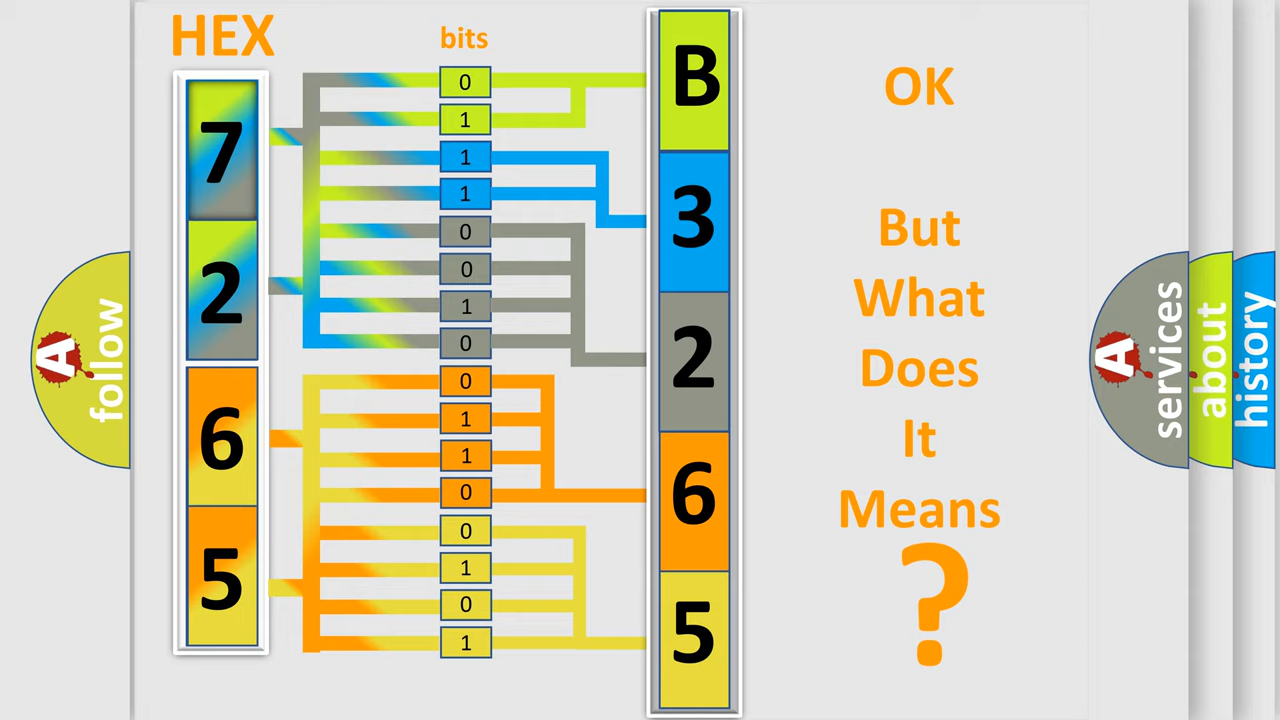 HEX
bits
7
2
6
5
0
1
1
1
0
0
1
0
0
1
1
0
0
1
0
1
B
3
2
6
5
OK
But
What
Does
It
Means
?
A
follow
A
services
about
history